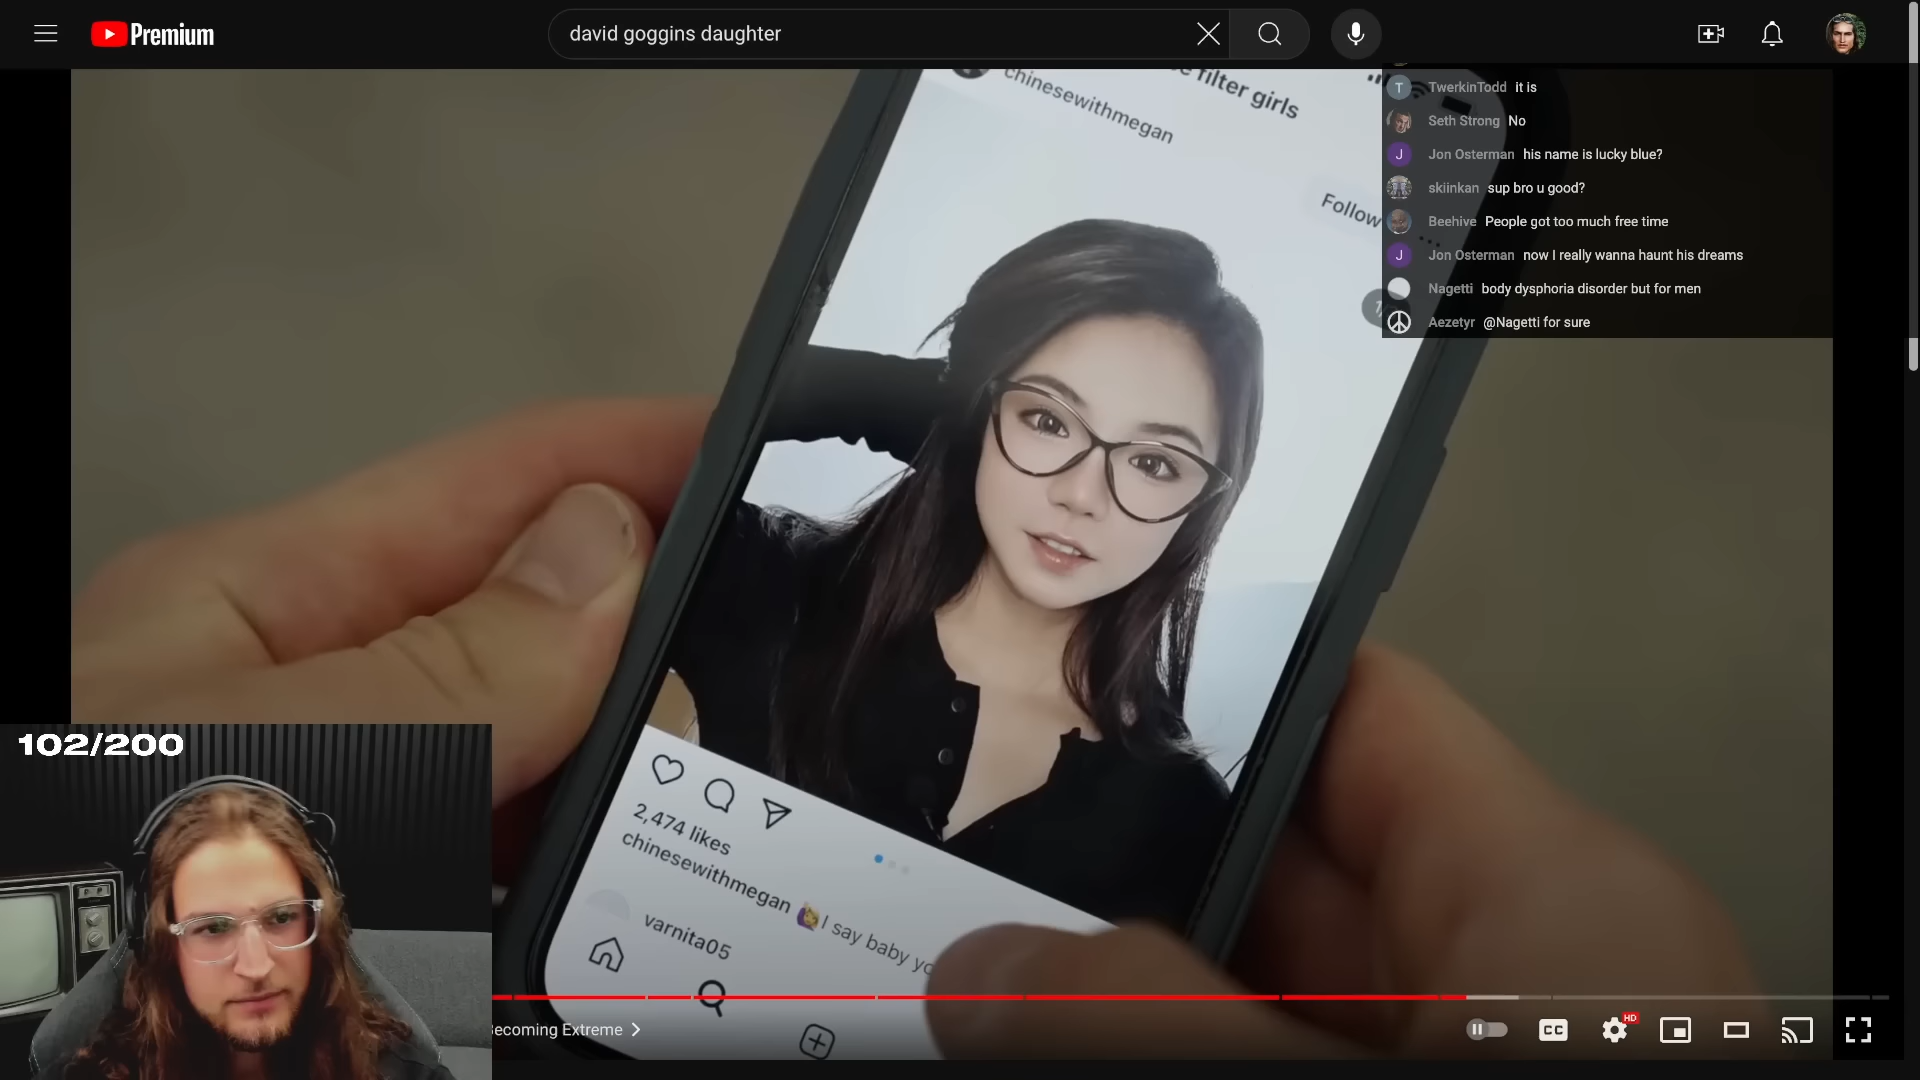 Premium
david goggins daughter
filter girls
chinesewithmegan
Follow
T TwerkinTodd it is
Seth Strong No
J Jon Osterman his name is lucky blue?
skiinkan sup bro u good?
Beehive People got too much free time
J Jon Osterman now I really wanna haunt his dreams
Nagetti body dysphoria disorder but for men
Aezetyr @Nagetti for sure
102/200
2,474 likes
chinesewithmegan 🙋‍♀️ I say baby
varnita05
Becoming Extreme
CC
HD